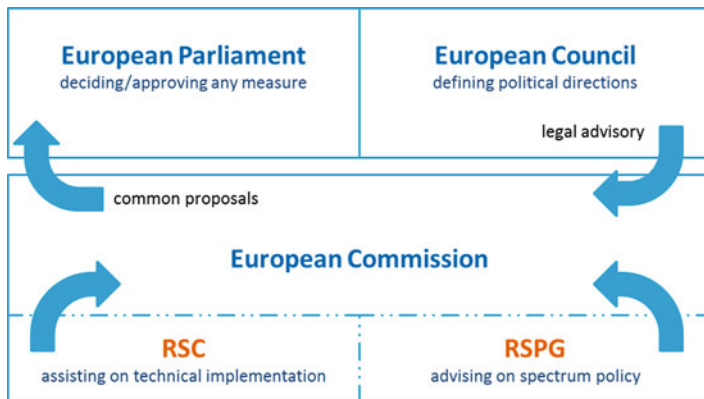 European Parliament
deciding/approving any measure
European Council
defining political directions
legal advisory
common proposals
European Commission
RSC
assisting on technical implementation
RSPG
advising on spectrum policy